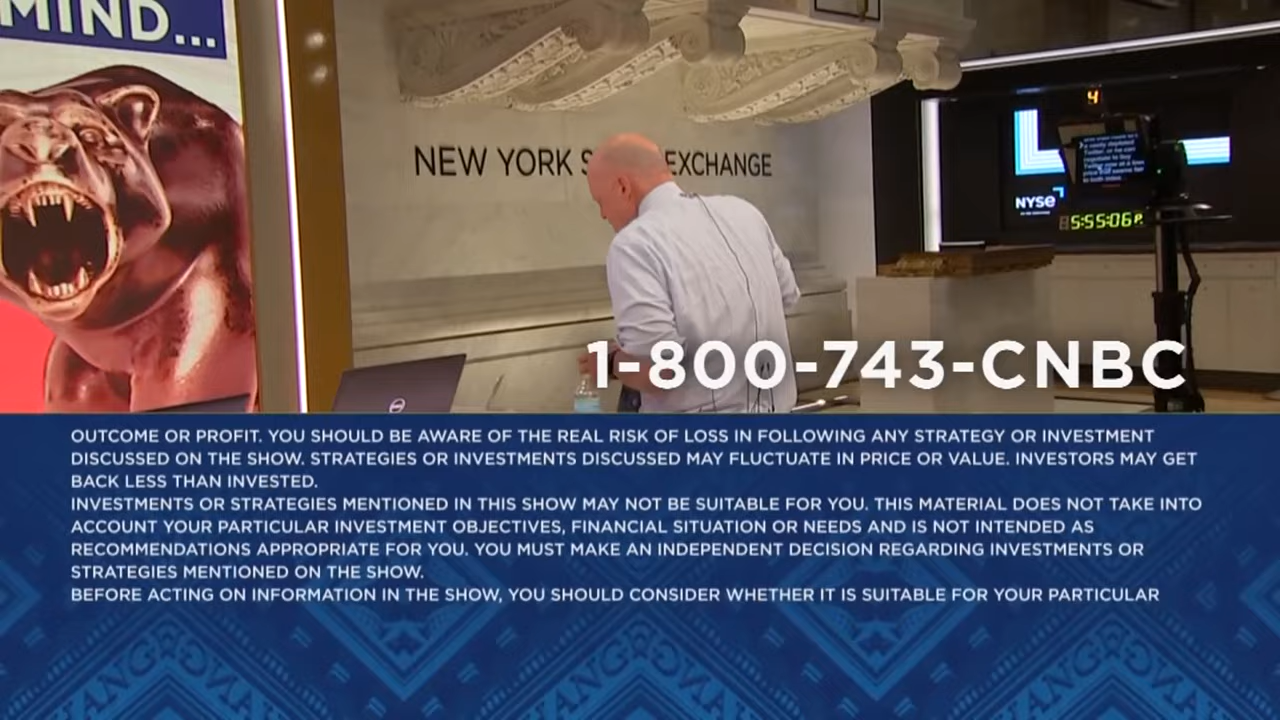 MIND...
NEW YORK S EXCHANGE
4
NYSE
5:55:06
1-800-743-CNBC
OUTCOME OR PROFIT. YOU SHOULD BE AWARE OF THE REAL RISK OF LOSS IN FOLLOWING ANY STRATEGY OR INVESTMENT
DISCUSSED ON THE SHOW. STRATEGIES OR INVESTMENTS DISCUSSED MAY FLUCTUATE IN PRICE OR VALUE. INVESTORS MAY GET
BACK LESS THAN INVESTED.
INVESTMENTS OR STRATEGIES MENTIONED IN THIS SHOW MAY NOT BE SUITABLE FOR YOU. THIS MATERIAL DOES NOT TAKE INTO
ACCOUNT YOUR PARTICULAR INVESTMENT OBJECTIVES, FINANCIAL SITUATION OR NEEDS AND IS NOT INTENDED AS
RECOMMENDATIONS APPROPRIATE FOR YOU. YOU MUST MAKE AN INDEPENDENT DECISION REGARDING INVESTMENTS OR
STRATEGIES MENTIONED ON THE SHOW.
BEFORE ACTING ON INFORMATION IN THE SHOW, YOU SHOULD CONSIDER WHETHER IT IS SUITABLE FOR YOUR PARTICULAR